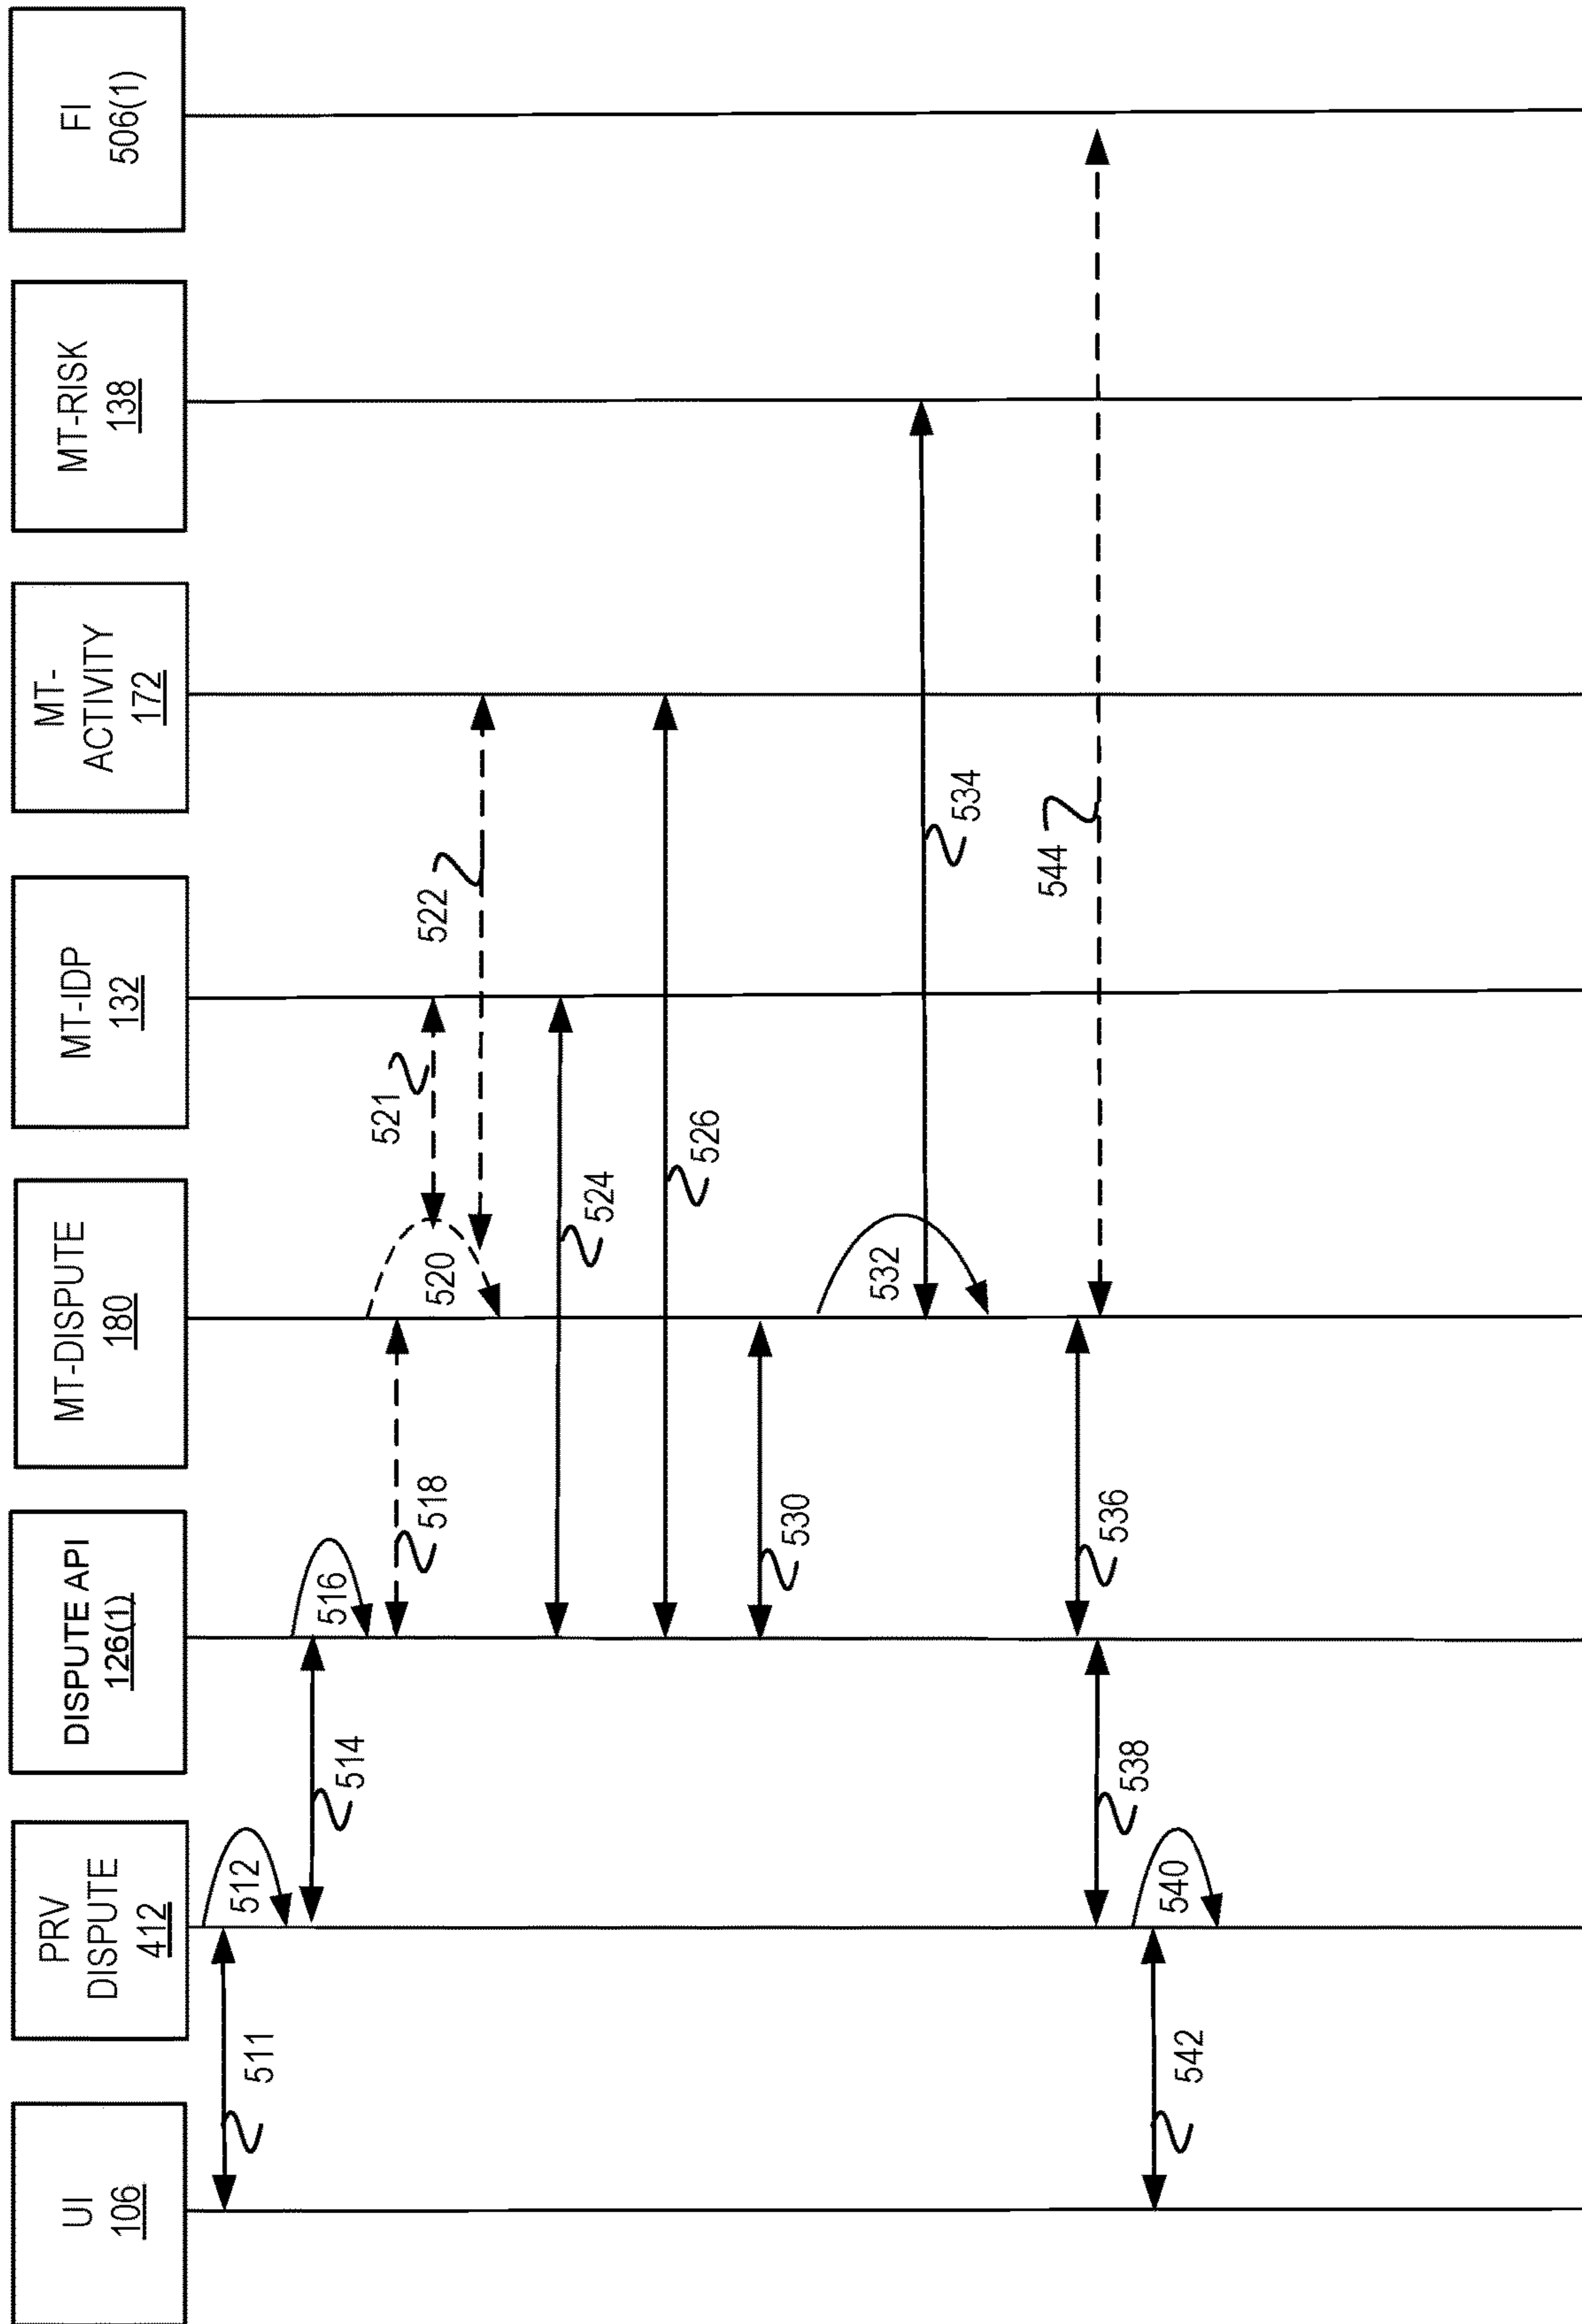 UI
106
PRV
DISPUTE
412
DISPUTE API
126(1)
MT-DISPUTE
180
MT-IDP
132
MT-
ACTIVITY
172
MT-RISK
138
FI
506(1)
511
512
514
516
518
520
521
522
524
526
530
532
534
536
538
540
542
544